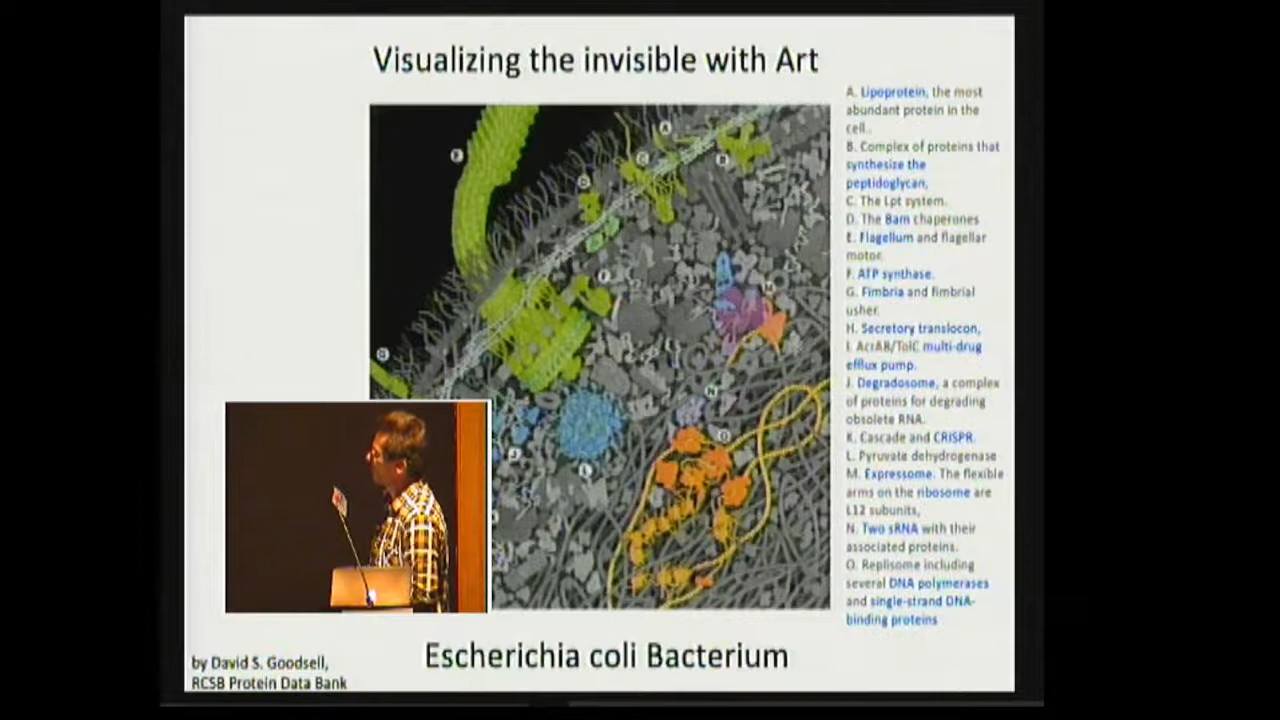 Visualizing the invisible with Art
A. Lipoprotein, the most
abundant protein in the
cell..
B. Complex of proteins that
synthesize the
peptidoglycan,
C. The Lpt system.
D. The Bam chaperones
E. Flagellum and flagellar
motor.
F. ATP synthase.
G. Fimbria and fimbrial
usher.
H. Secretory translocon,
I. AcrAB/TolC multi-drug
efflux pump.
J. Degradosome, a complex
of proteins for degrading
obsolete RNA.
K. Cascade and CRISPR.
L. Pyruvate dehydrogenase
M. Expressome. The flexible
arms on the ribosome are
L12 subunits,
N. Two sRNA with their
associated proteins.
O. Replisome including
several DNA polymerases
and single-strand DNA-
binding proteins
E
A
C
B
D
F
M
G
N
O
J
L
Escherichia coli Bacterium
by David S. Goodsell,
RCSB Protein Data Bank